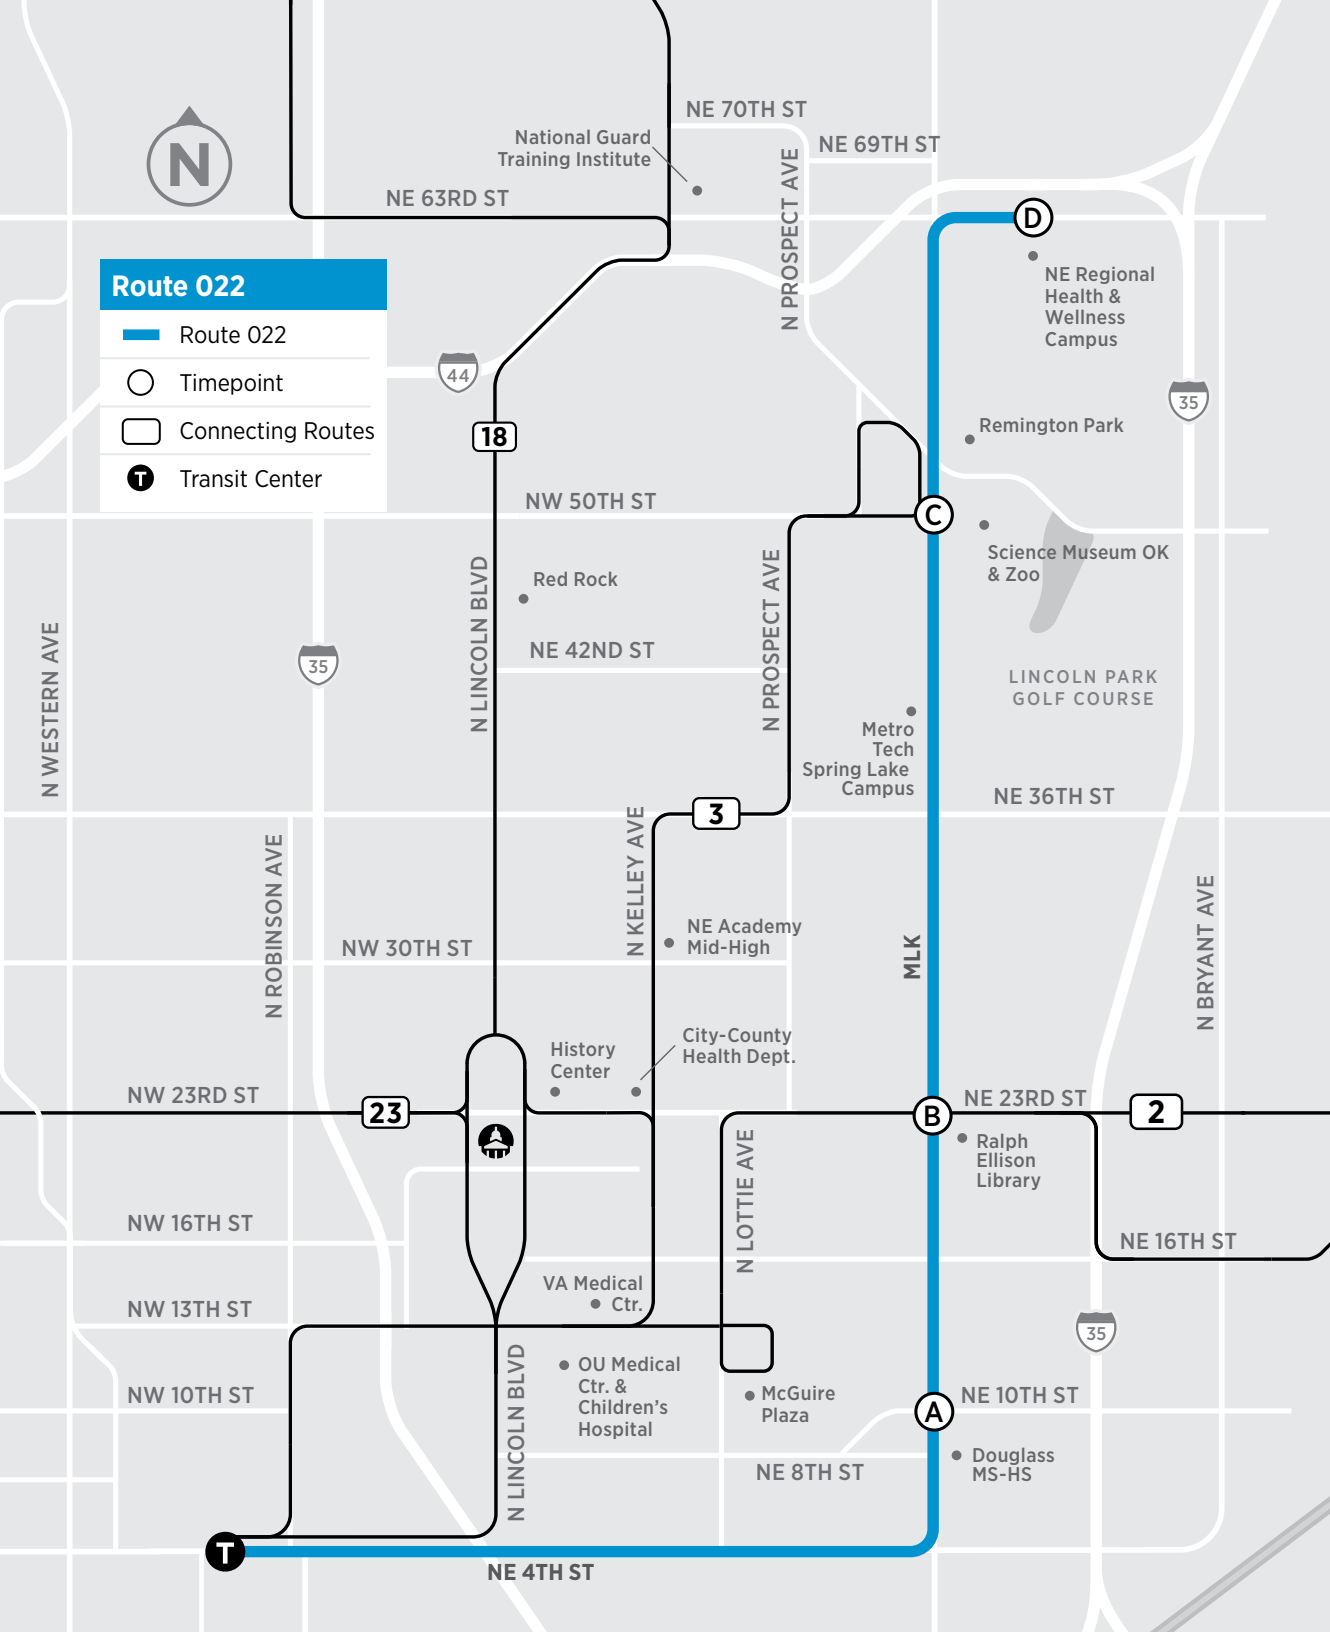 NE 70TH ST
National Guard
Training Institute
NE 69TH ST
N
N PROSPECT AVE
NE 63RD ST
D
NE Regional
Health &
Wellness
Campus
Route 022
Route 022
Timepoint
Connecting Routes
T
Transit Center
44
35
18
Remington Park
NW 50TH ST
C
Science Museum OK
& Zoo
N LINCOLN BLVD
Red Rock
N PROSPECT AVE
NE 42ND ST
N WESTERN AVE
35
LINCOLN PARK
GOLF COURSE
Metro
Tech
Spring Lake
Campus
NE 36TH ST
3
N KELLEY AVE
N ROBINSON AVE
NE Academy
Mid-High
NW 30TH ST
MLK
N BRYANT AVE
City-County
Health Dept.
History
Center
NW 23RD ST
23
NE 23RD ST
B
2
Ralph
Ellison
Library
N LOTTIE AVE
NW 16TH ST
NE 16TH ST
VA Medical
Ctr.
NW 13TH ST
35
N LINCOLN BLVD
OU Medical
Ctr. &
Children's
Hospital
McGuire
Plaza
NW 10TH ST
A
NE 10TH ST
Douglass
MS-HS
NE 8TH ST
T
NE 4TH ST